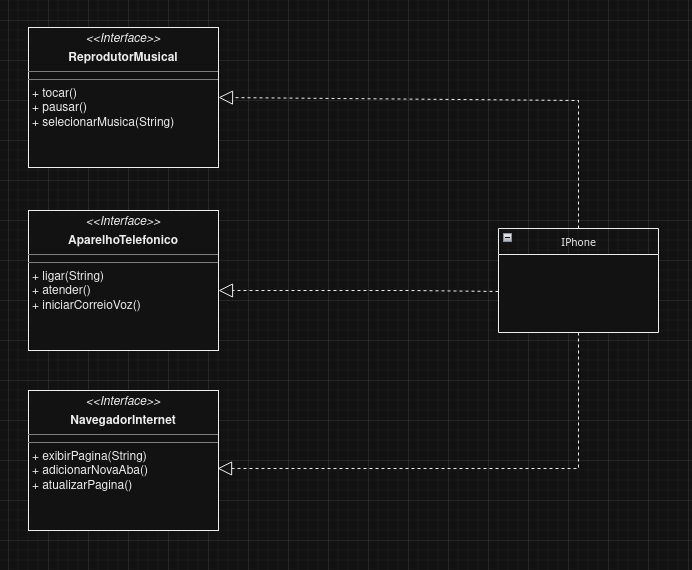 <<Interface>>
ReprodutorMusical
+ tocar()
+ pausar()
+ selecionarMusica(String)
<<Interface>>
AparelhoTelefonico
+ ligar(String)
+ atender()
+ iniciarCorreioVoz()
IPhone
<<Interface>>
NavegadorInternet
+ exibirPagina(String)
+ adicionarNovaAba()
+ atualizarPagina()